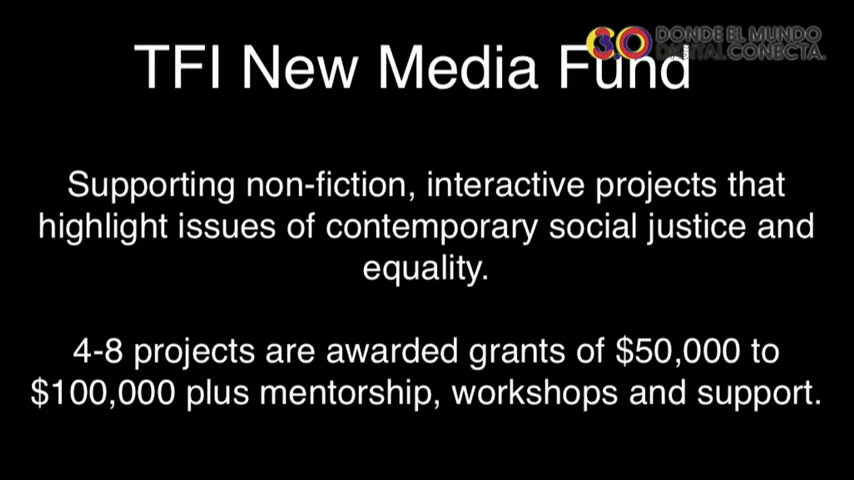 3.0 DONDE EL MUNDO
DIGITAL CONECTA.
TFI New Media Fund
Supporting non-fiction, interactive projects that
highlight issues of contemporary social justice and
equality.
4-8 projects are awarded grants of $50,000 to
$100,000 plus mentorship, workshops and support.